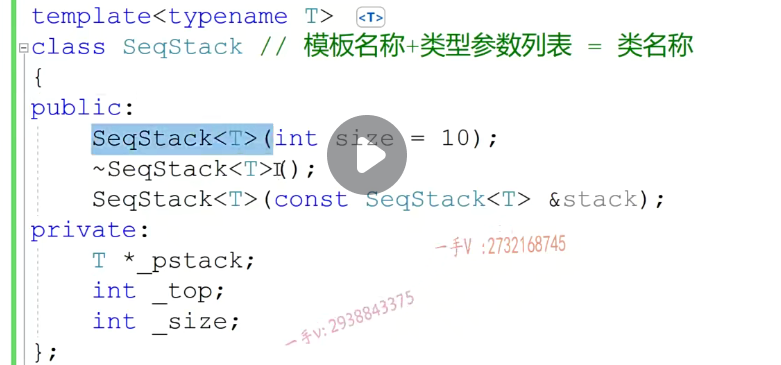 template<typename T> <T>
class SeqStack // 模板名称+类型参数列表 = 类名称
{
public:
SeqStack<T>(int size = 10);
~SeqStack<T>();
SeqStack<T>(const SeqStack<T> &stack);
private:
一手V :2732168745
T *_pstack;
int _top;
一手v:2938843375
int _size;
};